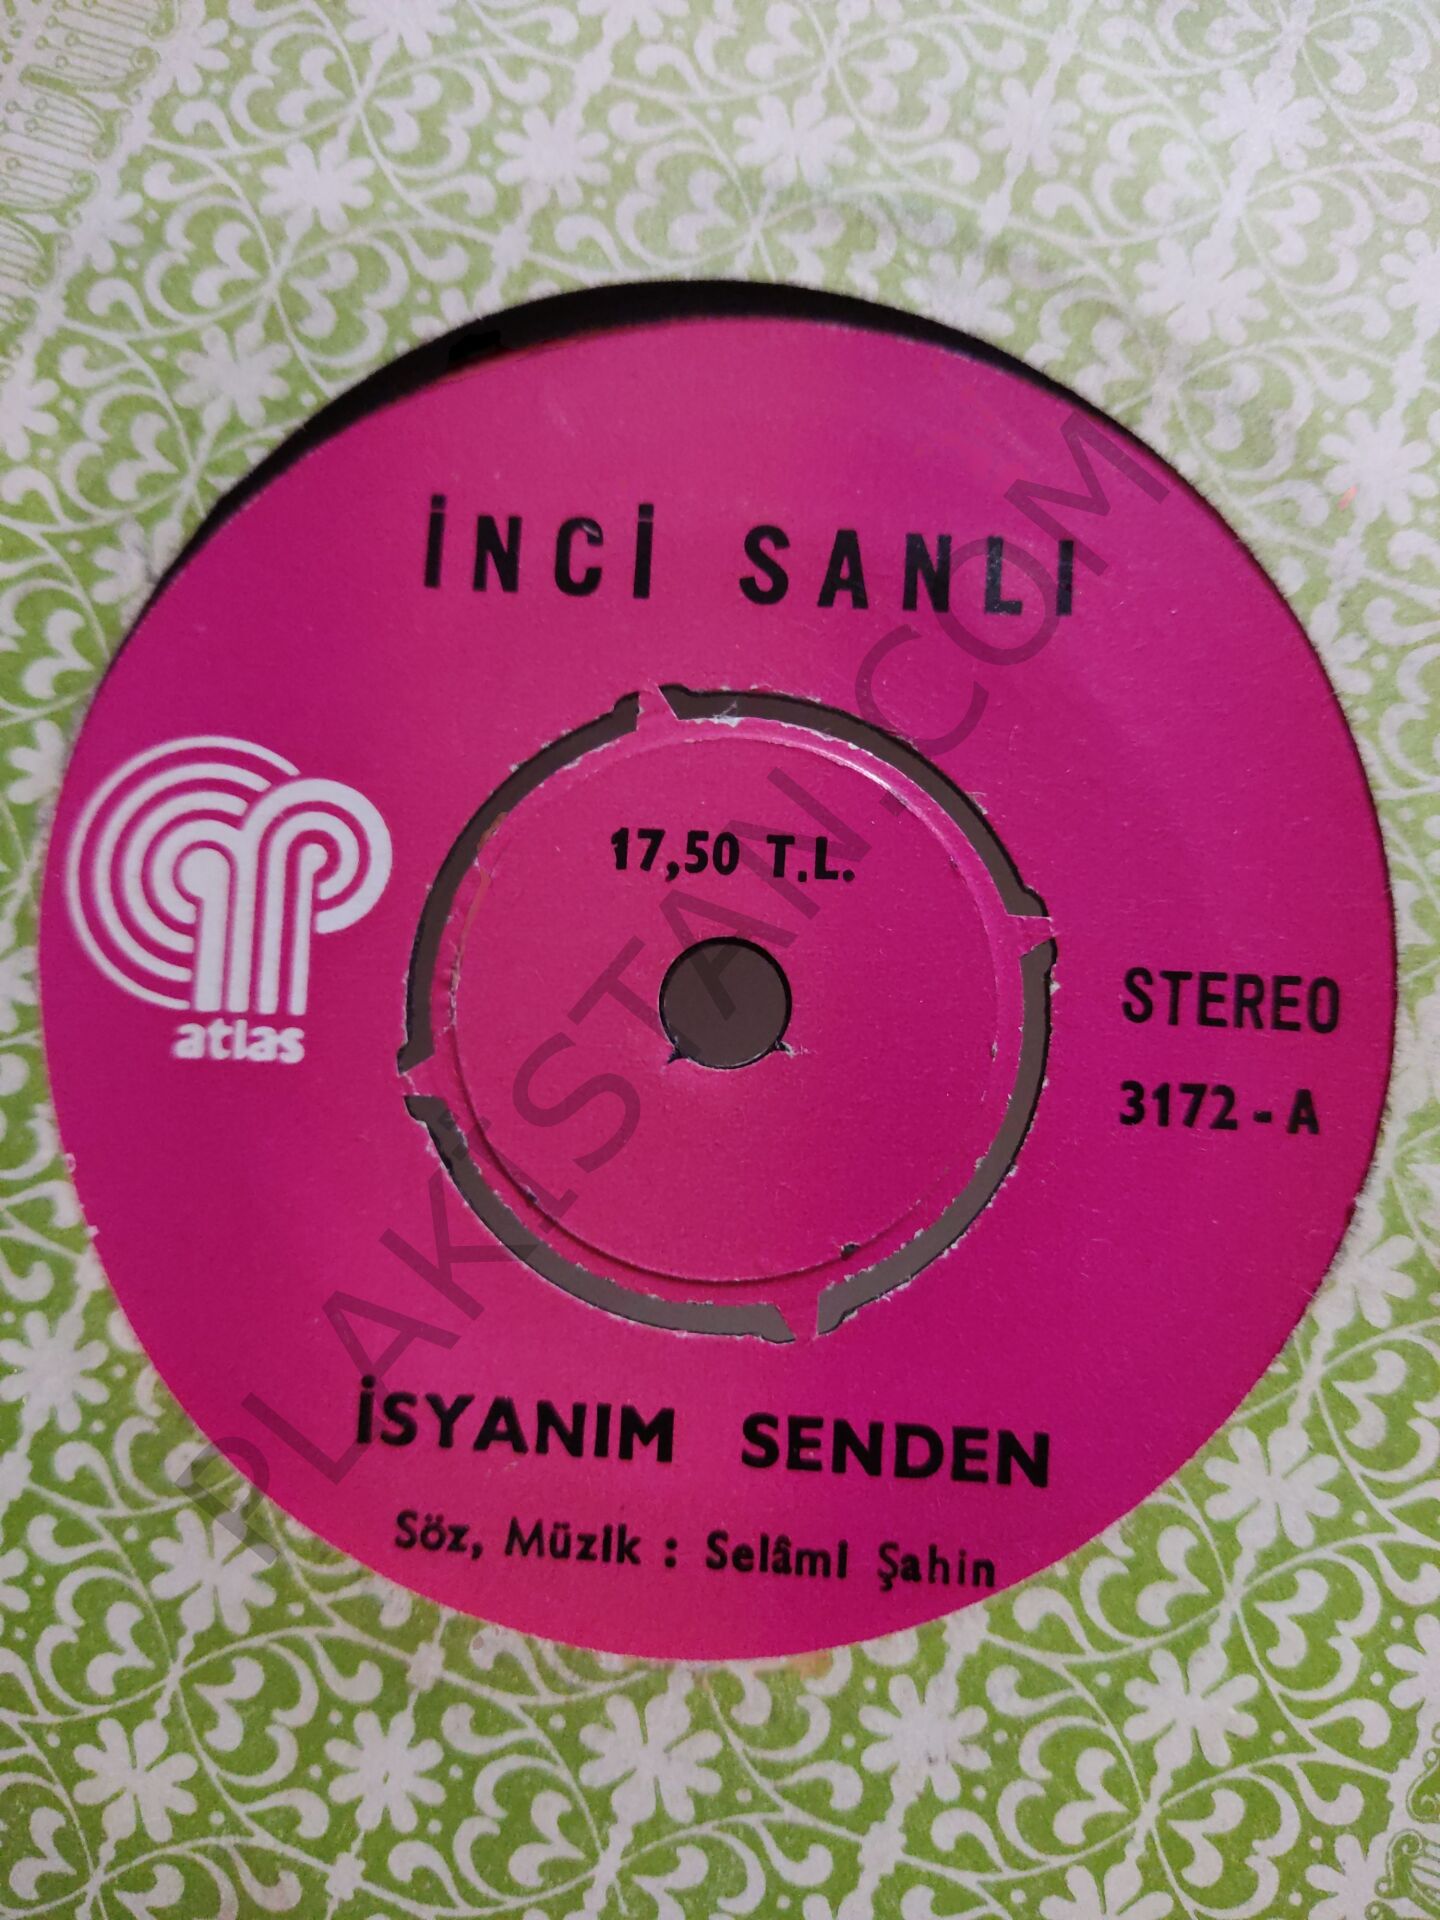 İNCİ SANLI
17,50 T.L.
atlas
STEREO
3172-A
İSYANIM SENDEN
Söz, Müzik : Selâmi Şahin
PLAKİSTAN.COM